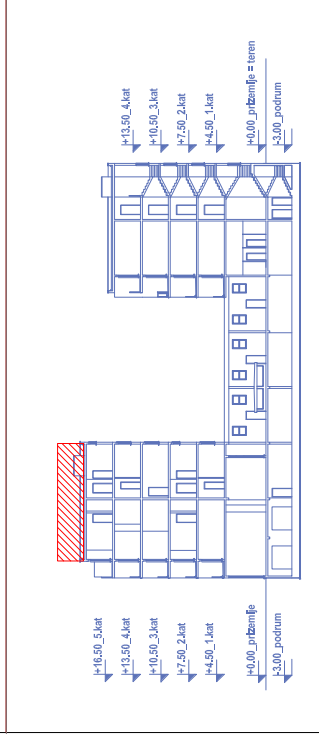 +13.50_4.kat
+10.50_3.kat
+7.50_2.kat
+4.50_1.kat
+0.00_prizemlje = teren
-3.00_podrum
+16.50_5.kat
+13.50_4.kat
+10.50_3.kat
+7.50_2.kat
+4.50_1.kat
+0.00_prizemlje
-3.00_podrum